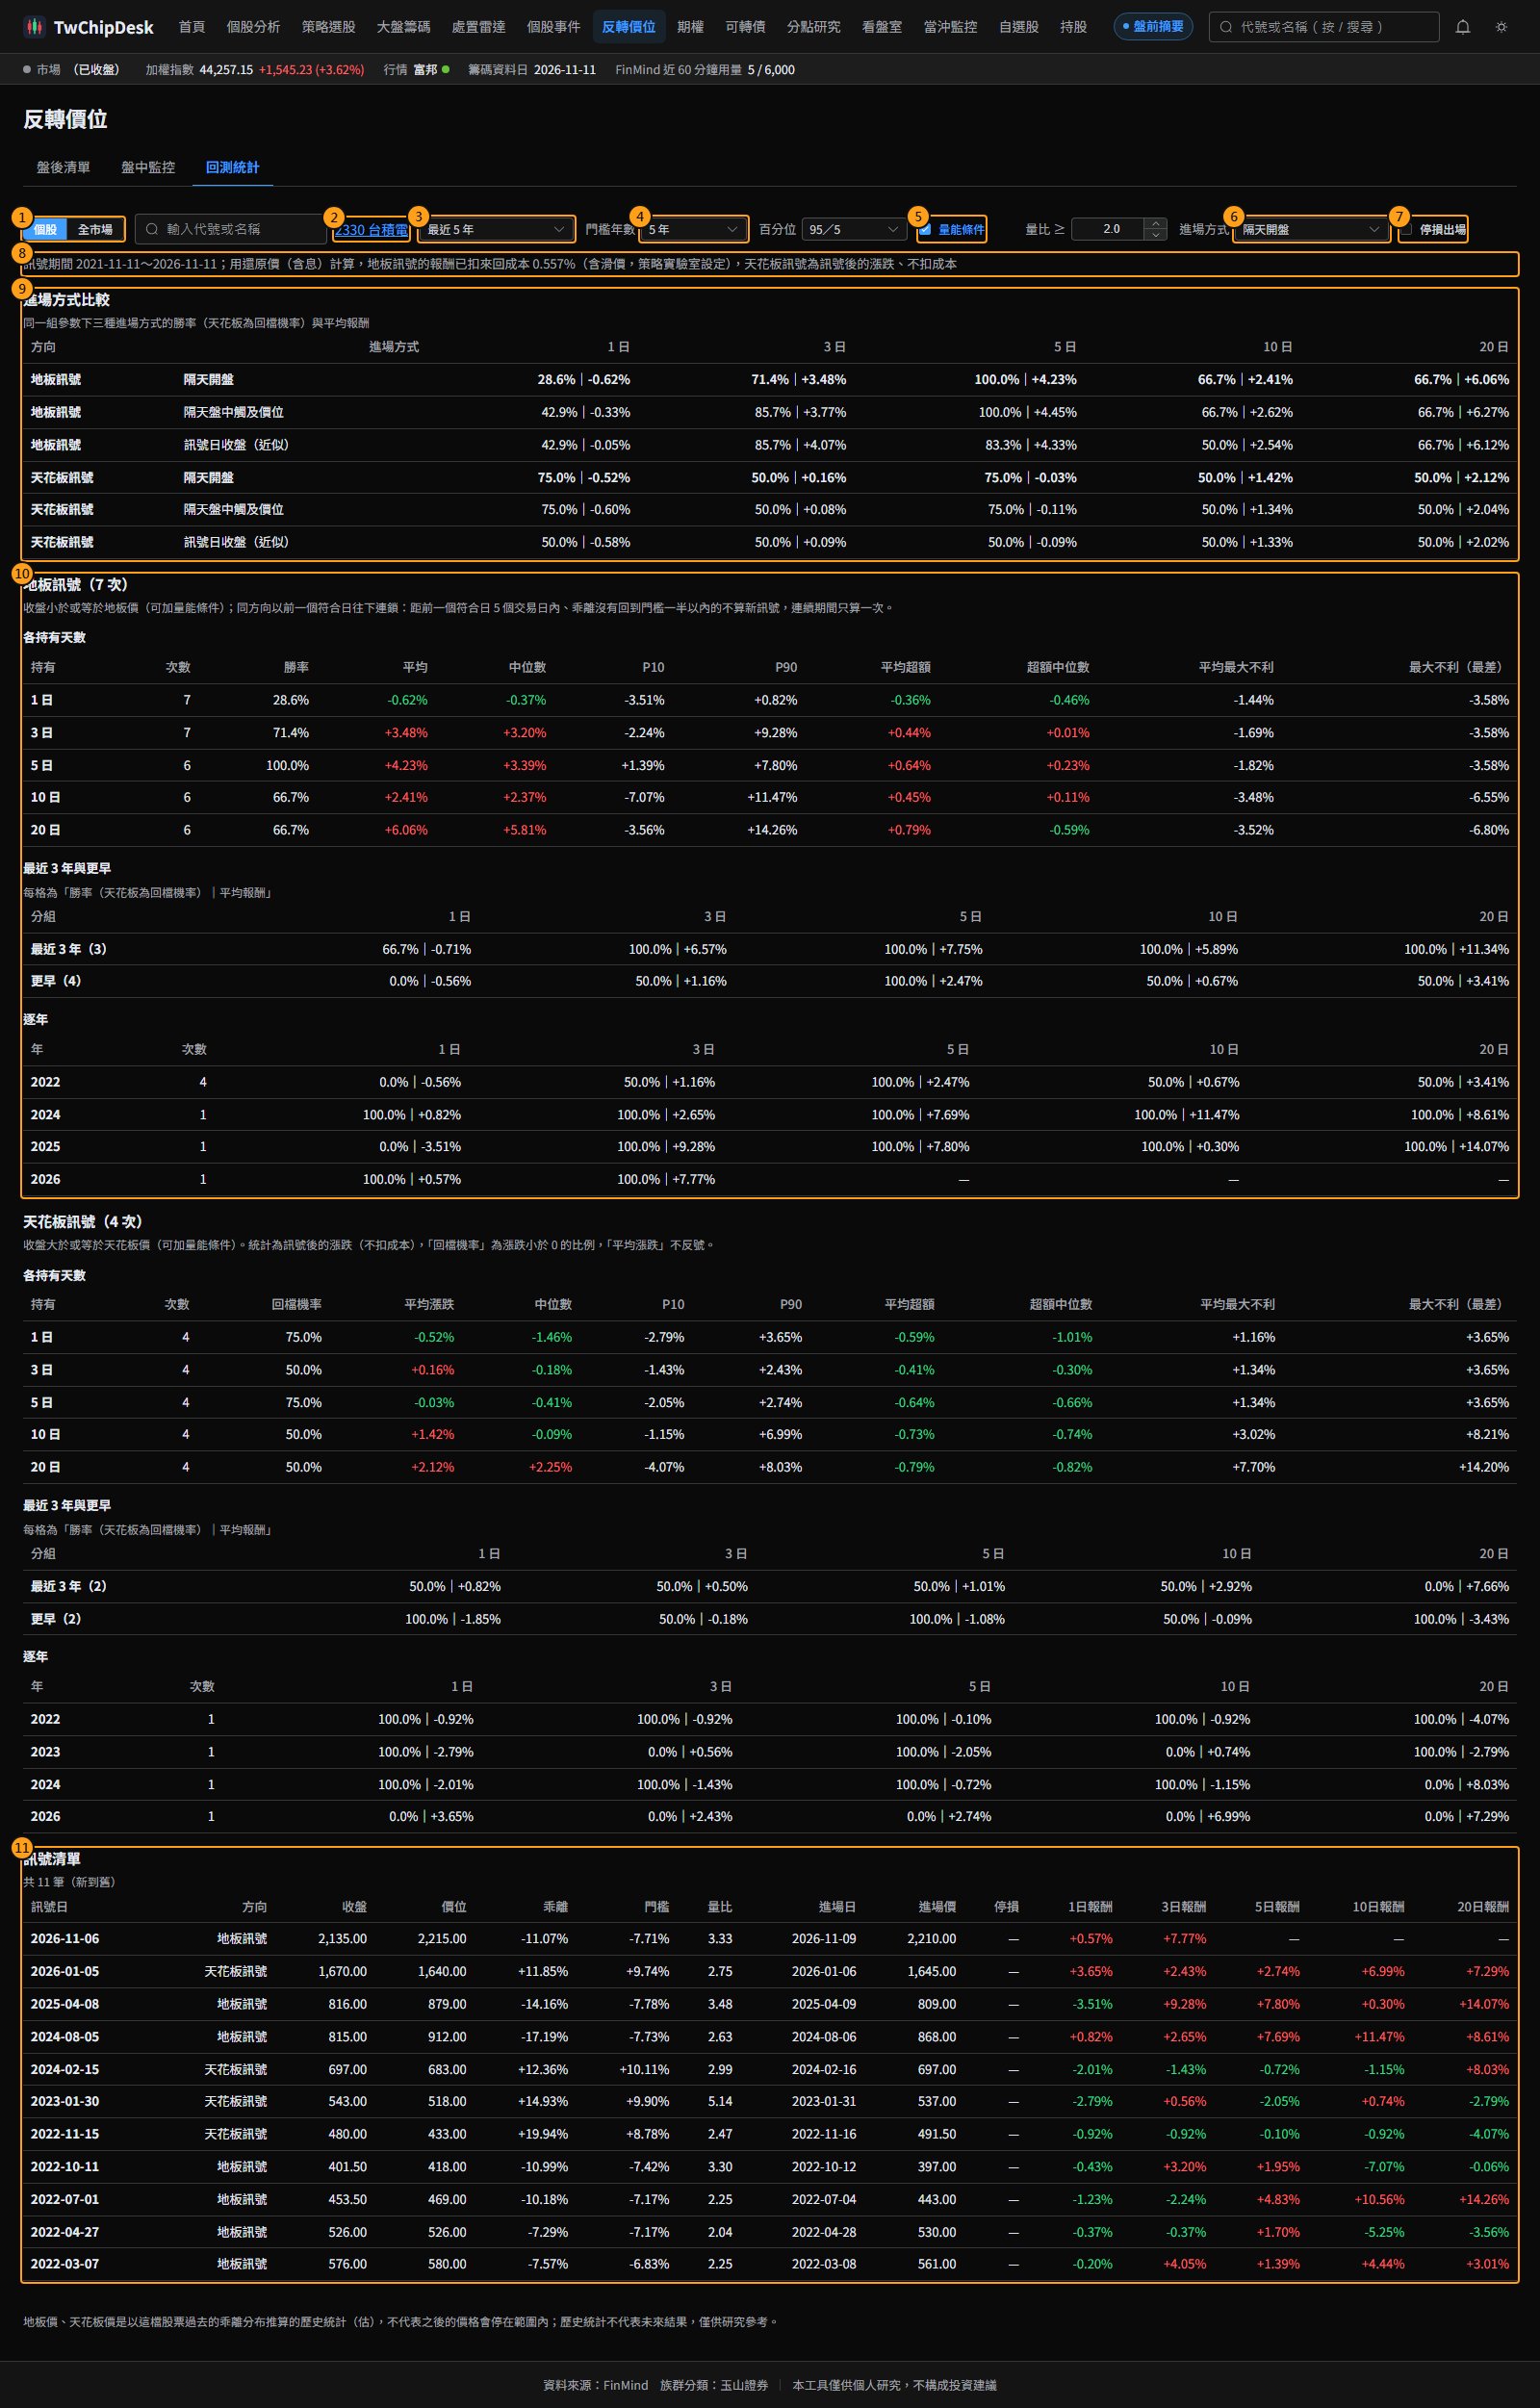 TwChipDesk 首頁 個股分析 策略選股 大盤籌碼 處置雷達 個股事件 反轉價位 期權 可轉債 分點研究 看盤室 當沖監控 自選股 持股 盤前摘要 代號或名稱（按 / 搜尋）
市場 （已收盤） 加權指數 44,257.15 +1,545.23 (+3.62%) 行情 富邦 籌碼資料日 2026-11-11 FinMind 近 60 分鐘用量 5 / 6,000
反轉價位
盤後清單 盤中監控 回測統計
1 個股 全市場 輸入代號或名稱 2 2330 台積電 3 最近 5 年 門檻年數 4 5 年 百分位 95／5 5 量能條件 量比 ≥ 2.0 進場方式 6 隔天開盤 7 停損出場
8 訊號期間 2021-11-11～2026-11-11；用還原價（含息）計算，地板訊號的報酬已扣來回成本 0.557%（含滑價，策略實驗室設定），天花板訊號為訊號後的漲跌、不扣成本
9 進場方式比較
同一組參數下三種進場方式的勝率（天花板為回檔機率）與平均報酬
方向 進場方式 1 日 3 日 5 日 10 日 20 日
地板訊號 隔天開盤 28.6%｜-0.62% 71.4%｜+3.48% 100.0%｜+4.23% 66.7%｜+2.41% 66.7%｜+6.06%
地板訊號 隔天盤中觸及價位 42.9%｜-0.33% 85.7%｜+3.77% 100.0%｜+4.45% 66.7%｜+2.62% 66.7%｜+6.27%
地板訊號 訊號日收盤（近似） 42.9%｜-0.05% 85.7%｜+4.07% 83.3%｜+4.33% 50.0%｜+2.54% 66.7%｜+6.12%
天花板訊號 隔天開盤 75.0%｜-0.52% 50.0%｜+0.16% 75.0%｜-0.03% 50.0%｜+1.42% 50.0%｜+2.12%
天花板訊號 隔天盤中觸及價位 75.0%｜-0.60% 50.0%｜+0.08% 75.0%｜-0.11% 50.0%｜+1.34% 50.0%｜+2.04%
天花板訊號 訊號日收盤（近似） 50.0%｜-0.58% 50.0%｜+0.09% 50.0%｜-0.09% 50.0%｜+1.33% 50.0%｜+2.02%
10 地板訊號（7 次）
收盤小於或等於地板價（可加量能條件）；同方向以前一個符合日往下連鎖：距前一個符合日 5 個交易日內、乖離沒有回到門檻一半以內的不算新訊號，連續期間只算一次。
各持有天數
持有 次數 勝率 平均 中位數 P10 P90 平均超額 超額中位數 平均最大不利 最大不利（最差）
1 日 7 28.6% -0.62% -0.37% -3.51% +0.82% -0.36% -0.46% -1.44% -3.58%
3 日 7 71.4% +3.48% +3.20% -2.24% +9.28% +0.44% +0.01% -1.69% -3.58%
5 日 6 100.0% +4.23% +3.39% +1.39% +7.80% +0.64% +0.23% -1.82% -3.58%
10 日 6 66.7% +2.41% +2.37% -7.07% +11.47% +0.45% +0.11% -3.48% -6.55%
20 日 6 66.7% +6.06% +5.81% -3.56% +14.26% +0.79% -0.59% -3.52% -6.80%
最近 3 年與更早
每格為「勝率（天花板為回檔機率）｜平均報酬」
分組 1 日 3 日 5 日 10 日 20 日
最近 3 年（3） 66.7%｜-0.71% 100.0%｜+6.57% 100.0%｜+7.75% 100.0%｜+5.89% 100.0%｜+11.34%
更早（4） 0.0%｜-0.56% 50.0%｜+1.16% 100.0%｜+2.47% 50.0%｜+0.67% 50.0%｜+3.41%
逐年
年 次數 1 日 3 日 5 日 10 日 20 日
2022 4 0.0%｜-0.56% 50.0%｜+1.16% 100.0%｜+2.47% 50.0%｜+0.67% 50.0%｜+3.41%
2024 1 100.0%｜+0.82% 100.0%｜+2.65% 100.0%｜+7.69% 100.0%｜+11.47% 100.0%｜+8.61%
2025 1 0.0%｜-3.51% 100.0%｜+9.28% 100.0%｜+7.80% 100.0%｜+0.30% 100.0%｜+14.07%
2026 1 100.0%｜+0.57% 100.0%｜+7.77% — — —
天花板訊號（4 次）
收盤大於或等於天花板價（可加量能條件）。統計為訊號後的漲跌（不扣成本），「回檔機率」為漲跌小於 0 的比例，「平均漲跌」不反號。
各持有天數
持有 次數 回檔機率 平均漲跌 中位數 P10 P90 平均超額 超額中位數 平均最大不利 最大不利（最差）
1 日 4 75.0% -0.52% -1.46% -2.79% +3.65% -0.59% -1.01% +1.16% +3.65%
3 日 4 50.0% +0.16% -0.18% -1.43% +2.43% -0.41% -0.30% +1.34% +3.65%
5 日 4 75.0% -0.03% -0.41% -2.05% +2.74% -0.64% -0.66% +1.34% +3.65%
10 日 4 50.0% +1.42% -0.09% -1.15% +6.99% -0.73% -0.74% +3.02% +8.21%
20 日 4 50.0% +2.12% +2.25% -4.07% +8.03% -0.79% -0.82% +7.70% +14.20%
最近 3 年與更早
每格為「勝率（天花板為回檔機率）｜平均報酬」
分組 1 日 3 日 5 日 10 日 20 日
最近 3 年（2） 50.0%｜+0.82% 50.0%｜+0.50% 50.0%｜+1.01% 50.0%｜+2.92% 0.0%｜+7.66%
更早（2） 100.0%｜-1.85% 50.0%｜-0.18% 100.0%｜-1.08% 50.0%｜-0.09% 100.0%｜-3.43%
逐年
年 次數 1 日 3 日 5 日 10 日 20 日
2022 1 100.0%｜-0.92% 100.0%｜-0.92% 100.0%｜-0.10% 100.0%｜-0.92% 100.0%｜-4.07%
2023 1 100.0%｜-2.79% 0.0%｜+0.56% 100.0%｜-2.05% 0.0%｜+0.74% 100.0%｜-2.79%
2024 1 100.0%｜-2.01% 100.0%｜-1.43% 100.0%｜-0.72% 100.0%｜-1.15% 0.0%｜+8.03%
2026 1 0.0%｜+3.65% 0.0%｜+2.43% 0.0%｜+2.74% 0.0%｜+6.99% 0.0%｜+7.29%
11 訊號清單
共 11 筆（新到舊）
訊號日 方向 收盤 價位 乖離 門檻 量比 進場日 進場價 停損 1日報酬 3日報酬 5日報酬 10日報酬 20日報酬
2026-11-06 地板訊號 2,135.00 2,215.00 -11.07% -7.71% 3.33 2026-11-09 2,210.00 — +0.57% +7.77% — — —
2026-01-05 天花板訊號 1,670.00 1,640.00 +11.85% +9.74% 2.75 2026-01-06 1,645.00 — +3.65% +2.43% +2.74% +6.99% +7.29%
2025-04-08 地板訊號 816.00 879.00 -14.16% -7.78% 3.48 2025-04-09 809.00 — -3.51% +9.28% +7.80% +0.30% +14.07%
2024-08-05 地板訊號 815.00 912.00 -17.19% -7.73% 2.63 2024-08-06 868.00 — +0.82% +2.65% +7.69% +11.47% +8.61%
2024-02-15 天花板訊號 697.00 683.00 +12.36% +10.11% 2.99 2024-02-16 697.00 — -2.01% -1.43% -0.72% -1.15% +8.03%
2023-01-30 天花板訊號 543.00 518.00 +14.93% +9.90% 5.14 2023-01-31 537.00 — -2.79% +0.56% -2.05% +0.74% -2.79%
2022-11-15 天花板訊號 480.00 433.00 +19.94% +8.78% 2.47 2022-11-16 491.50 — -0.92% -0.92% -0.10% -0.92% -4.07%
2022-10-11 地板訊號 401.50 418.00 -10.99% -7.42% 3.30 2022-10-12 397.00 — -0.43% +3.20% +1.95% -7.07% -0.06%
2022-07-01 地板訊號 453.50 469.00 -10.18% -7.17% 2.25 2022-07-04 443.00 — -1.23% -2.24% +4.83% +10.56% +14.26%
2022-04-27 地板訊號 526.00 526.00 -7.29% -7.17% 2.04 2022-04-28 530.00 — -0.37% -0.37% +1.70% -5.25% -3.56%
2022-03-07 地板訊號 576.00 580.00 -7.57% -6.83% 2.25 2022-03-08 561.00 — -0.20% +4.05% +1.39% +4.44% +3.01%
地板價、天花板價是以這檔股票過去的乖離分布推算的歷史統計（估），不代表之後的價格會停在範圍內；歷史統計不代表未來結果，僅供研究參考。
資料來源：FinMind 族群分類：玉山證券 ｜ 本工具僅供個人研究，不構成投資建議